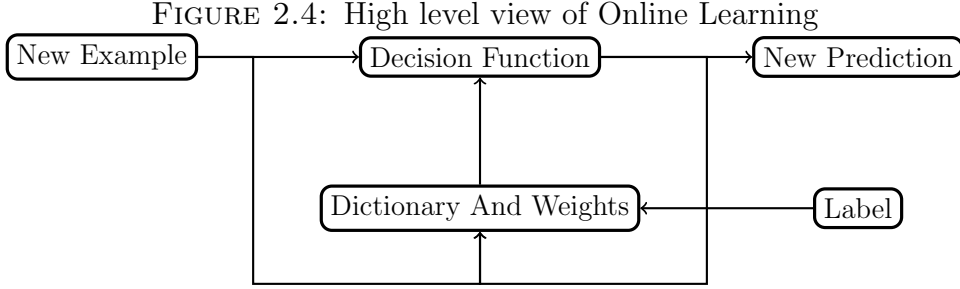 FIGURE 2.4: High level view of Online Learning
New Example
Decision Function
New Prediction
Dictionary And Weights
Label